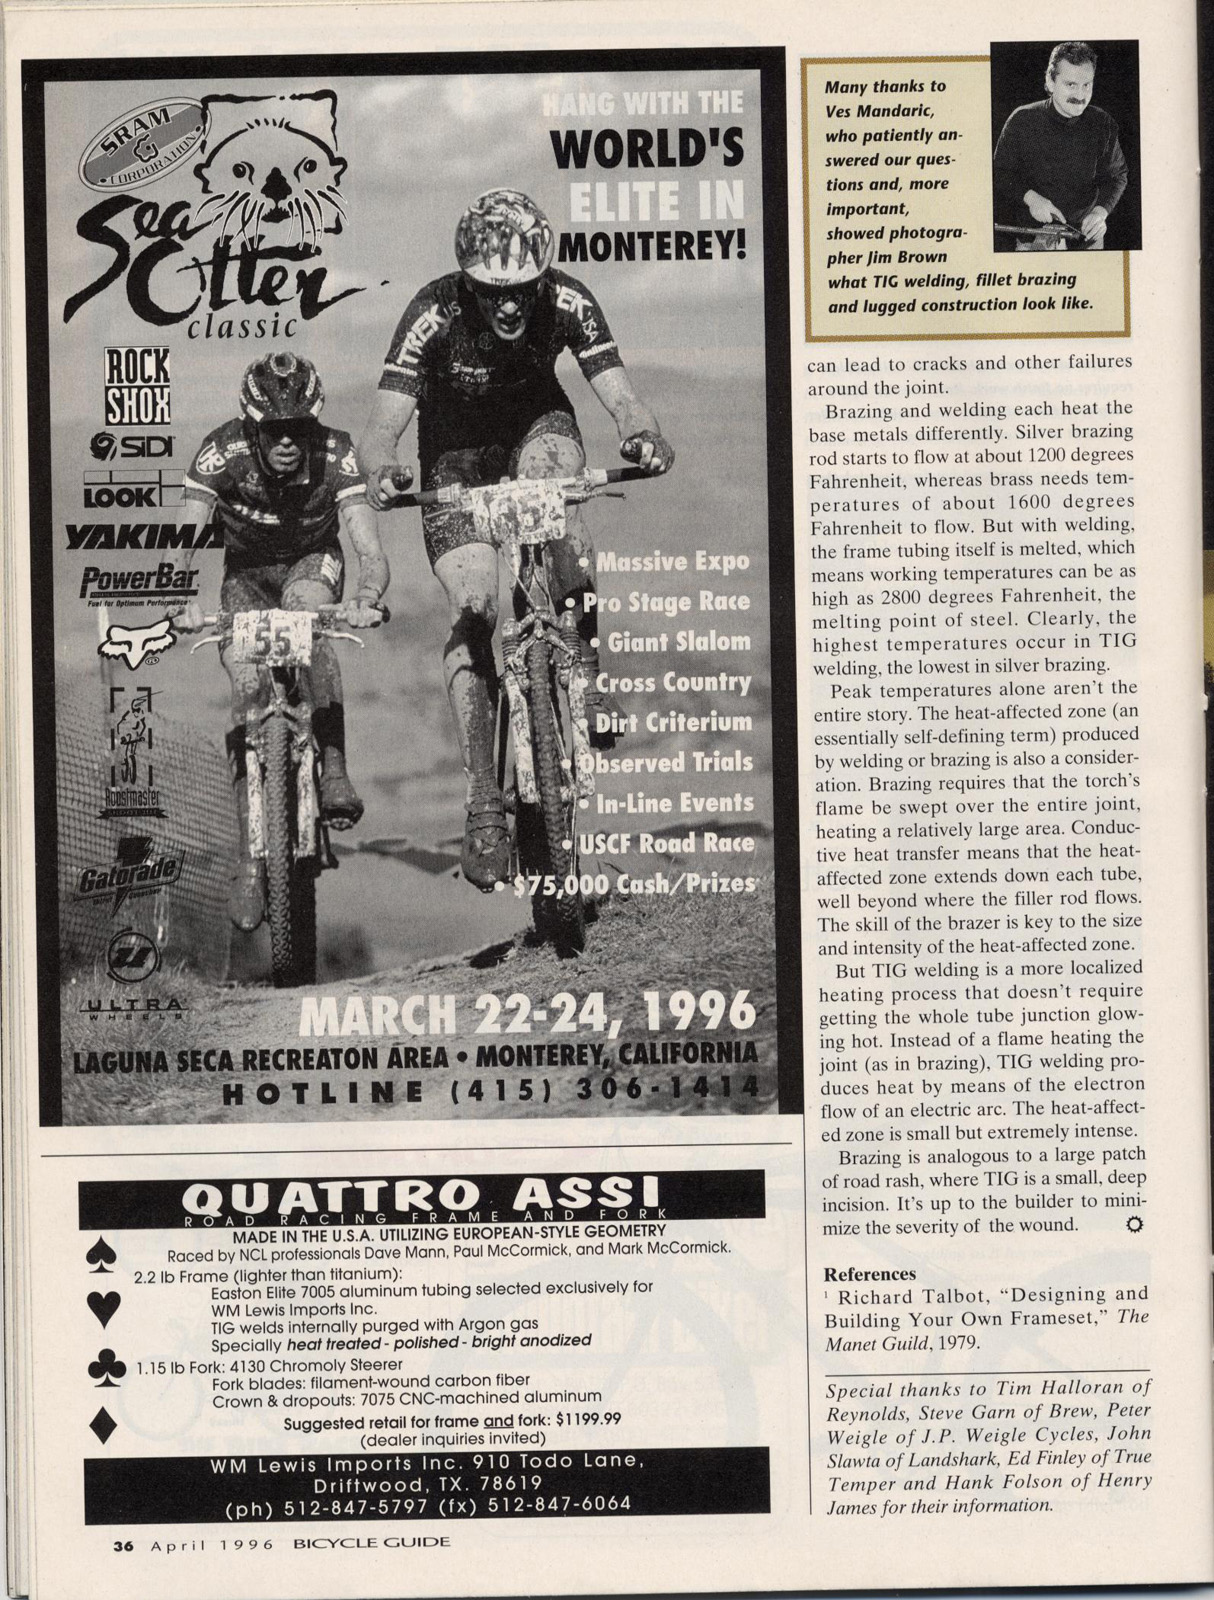 SRAM
CORPORATION
Sea
Otter
classic
HANG WITH THE
WORLD'S
ELITE IN
MONTEREY!
TREK USA
TREK USA
ROCK
SHOX
SIDI
LOOK
YAKIMA
PowerBar
Fuel for Optimum Performance
55
Roostmaster
Gatorade
ULTRA
WHEELS
• Massive Expo
• Pro Stage Race
• Giant Slalom
• Cross Country
• Dirt Criterium
• Observed Trials
• In-Line Events
• USCF Road Race
• $75,000 Cash/Prizes
MARCH 22-24, 1996
LAGUNA SECA RECREATON AREA • MONTEREY, CALIFORNIA
HOTLINE (415) 306-1414
QUATTRO ASSI
ROAD RACING FRAME AND FORK
MADE IN THE U.S.A. UTILIZING EUROPEAN-STYLE GEOMETRY
Raced by NCL professionals Dave Mann, Paul McCormick, and Mark McCormick.
2.2 lb Frame (lighter than titanium):
Easton Elite 7005 aluminum tubing selected exclusively for
WM Lewis Imports Inc.
TIG welds internally purged with Argon gas
Specially heat treated - polished - bright anodized
1.15 lb Fork: 4130 Chromoly Steerer
Fork blades: filament-wound carbon fiber
Crown & dropouts: 7075 CNC-machined aluminum
Suggested retail for frame and fork: $1199.99
(dealer inquiries invited)
WM Lewis Imports Inc. 910 Todo Lane,
Driftwood, TX. 78619
(ph) 512-847-5797 (fx) 512-847-6064
Many thanks to
Ves Mandaric,
who patiently an-
swered our ques-
tions and, more
important,
showed photogra-
pher Jim Brown
what TIG welding, fillet brazing
and lugged construction look like.
can lead to cracks and other failures
around the joint.
Brazing and welding each heat the
base metals differently. Silver brazing
rod starts to flow at about 1200 degrees
Fahrenheit, whereas brass needs tem-
peratures of about 1600 degrees
Fahrenheit to flow. But with welding,
the frame tubing itself is melted, which
means working temperatures can be as
high as 2800 degrees Fahrenheit, the
melting point of steel. Clearly, the
highest temperatures occur in TIG
welding, the lowest in silver brazing.
Peak temperatures alone aren't the
entire story. The heat-affected zone (an
essentially self-defining term) produced
by welding or brazing is also a consider-
ation. Brazing requires that the torch's
flame be swept over the entire joint,
heating a relatively large area. Conduc-
tive heat transfer means that the heat-
affected zone extends down each tube,
well beyond where the filler rod flows.
The skill of the brazer is key to the size
and intensity of the heat-affected zone.
But TIG welding is a more localized
heating process that doesn't require
getting the whole tube junction glow-
ing hot. Instead of a flame heating the
joint (as in brazing), TIG welding pro-
duces heat by means of the electron
flow of an electric arc. The heat-affect-
ed zone is small but extremely intense.
Brazing is analogous to a large patch
of road rash, where TIG is a small, deep
incision. It's up to the builder to mini-
mize the severity of the wound.
References
¹ Richard Talbot, “Designing and
Building Your Own Frameset,” The
Manet Guild, 1979.
Special thanks to Tim Halloran of
Reynolds, Steve Garn of Brew, Peter
Weigle of J.P. Weigle Cycles, John
Slawta of Landshark, Ed Finley of True
Temper and Hank Folson of Henry
James for their information.
36 April 1996 BICYCLE GUIDE